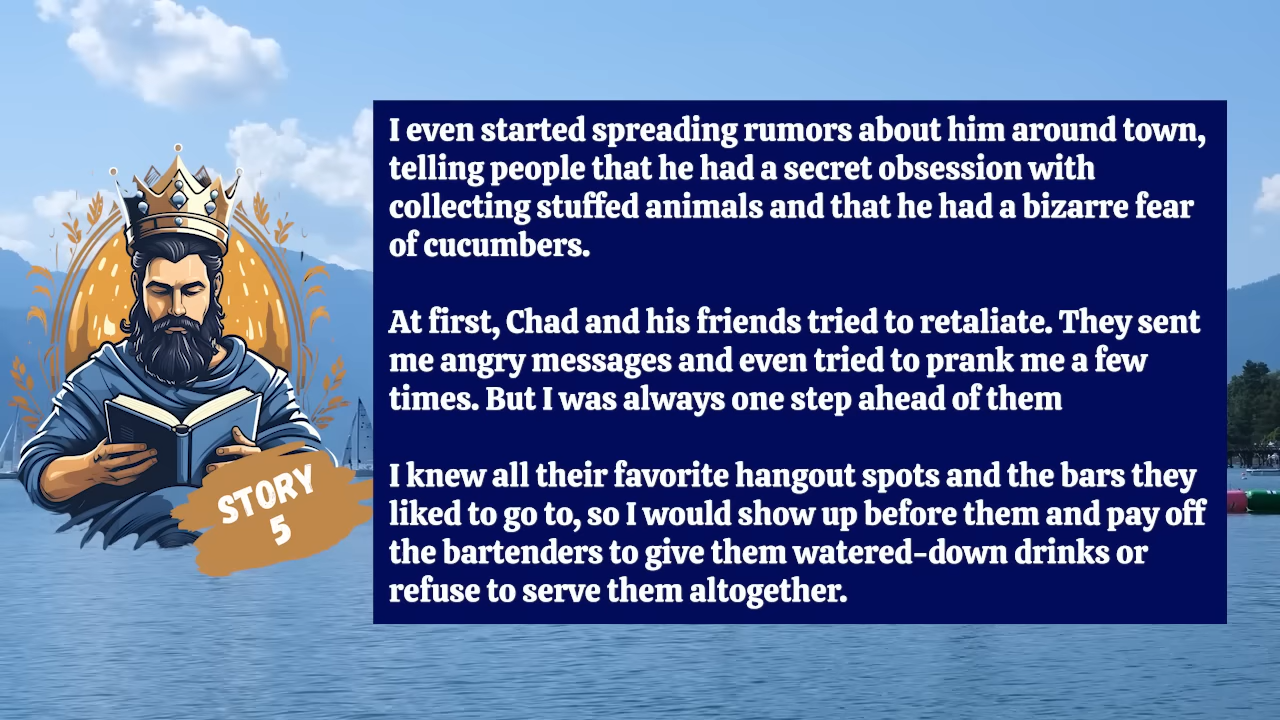 I even started spreading rumors about him around town,
telling people that he had a secret obsession with
collecting stuffed animals and that he had a bizarre fear
of cucumbers.
At first, Chad and his friends tried to retaliate. They sent
me angry messages and even tried to prank me a few
times. But I was always one step ahead of them
I knew all their favorite hangout spots and the bars they
liked to go to, so I would show up before them and pay off
the bartenders to give them watered-down drinks or
refuse to serve them altogether.
STORY
5